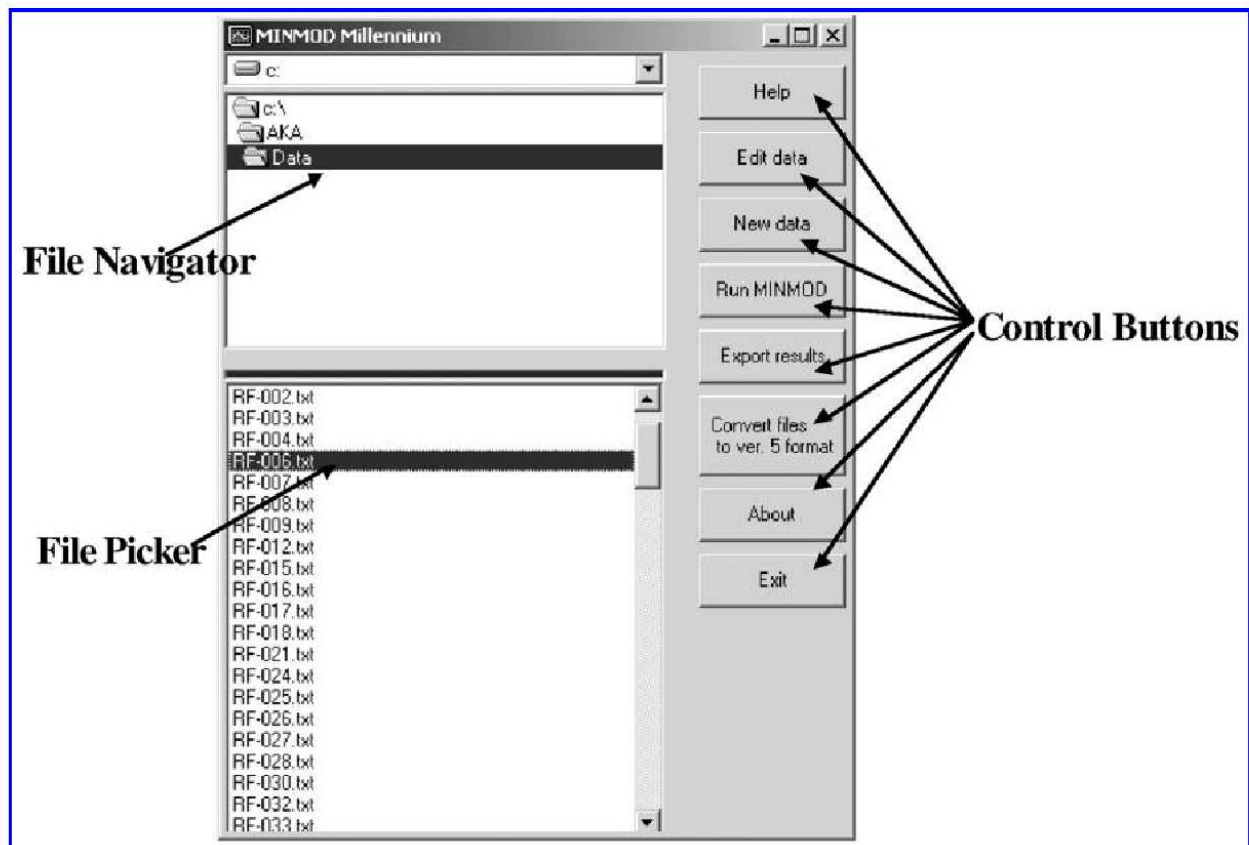 MINMOD Millennium
c:
c:\
AKA
Data
File Navigator
RF-002.txt
RF-003.txt
RF-004.txt
RF-006.txt
RF-007.txt
RF-008.txt
RF-009.txt
RF-012.txt
RF-015.txt
RF-016.txt
RF-017.txt
RF-018.txt
RF-021.txt
RF-024.txt
RF-025.txt
RF-026.txt
RF-027.txt
RF-028.txt
RF-030.txt
RF-032.txt
RF-033.txt
File Picker
Help
Edit data
New data
Run MINMOD
Export results
Convert files
to ver. 5 format
About
Exit
Control Buttons